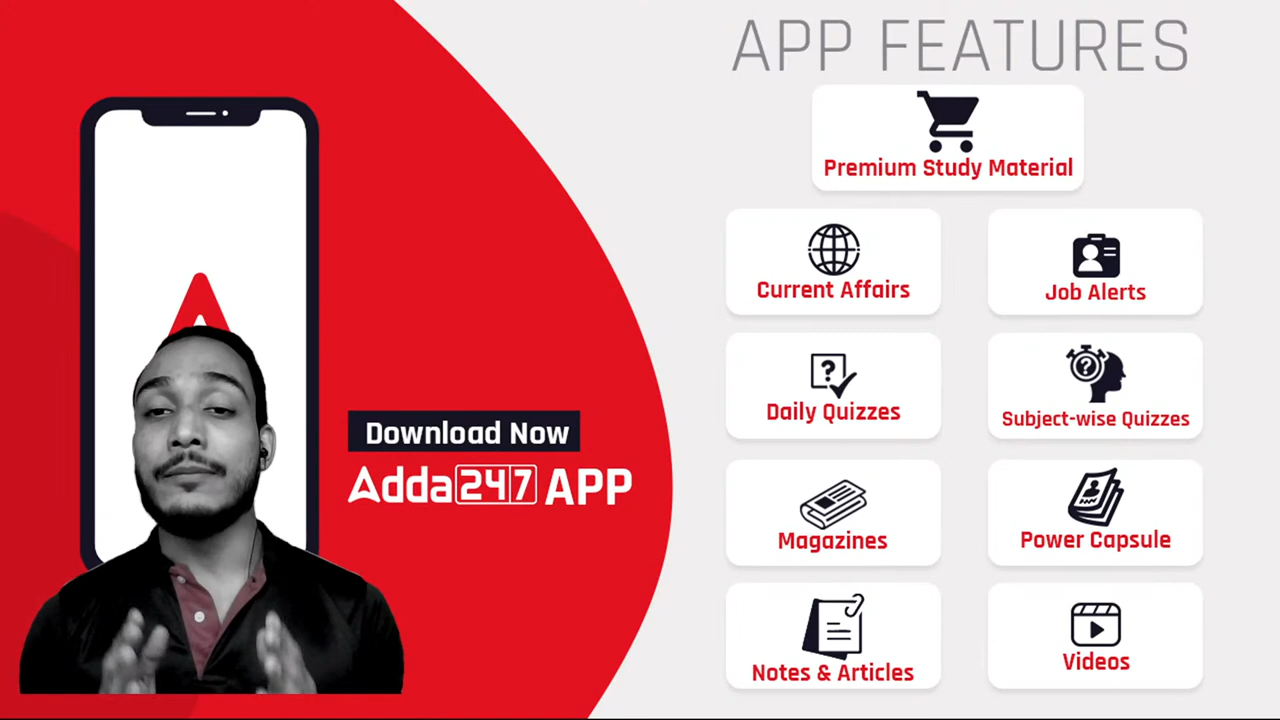 APP FEATURES
Premium Study Material
Current Affairs
Job Alerts
Daily Quizzes
Subject-wise Quizzes
Magazines
Power Capsule
Notes & Articles
Videos
Download Now
Adda247 APP